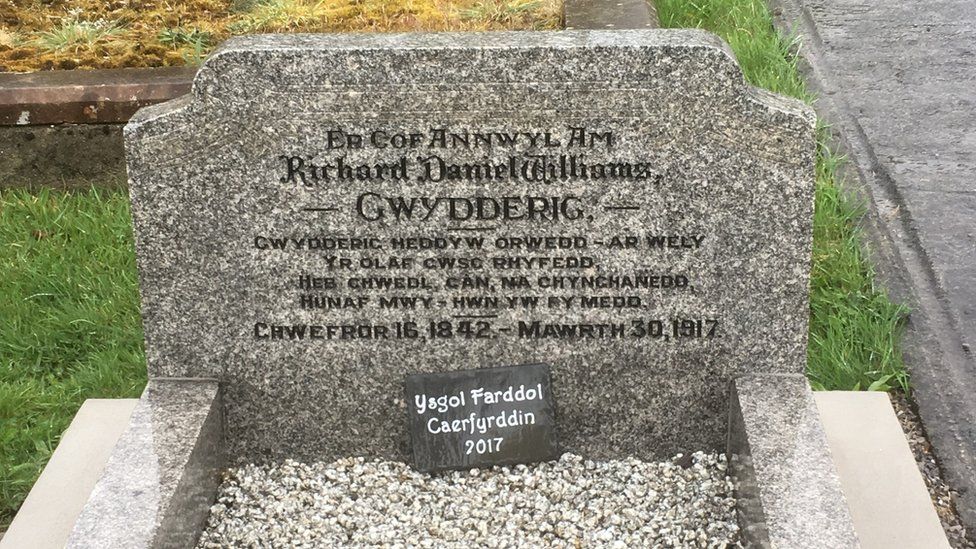 Er Cof Annwyl Am
Richard Daniel Williams,
— GWYDDERIG, —
GWYDDERIG HEDDYW ORWEDD - AR WELY
YR OLAF GWSG RHYFEDD,
HEB CHWEDL, GAN, NA CHYNGHANEDD,
HUNAF MWY - HWN YW FY MEDD.
CHWEFROR 16, 1842. - MAWRTH 30, 1917.
Ysgol Farddol
Caerfyrddin
2017